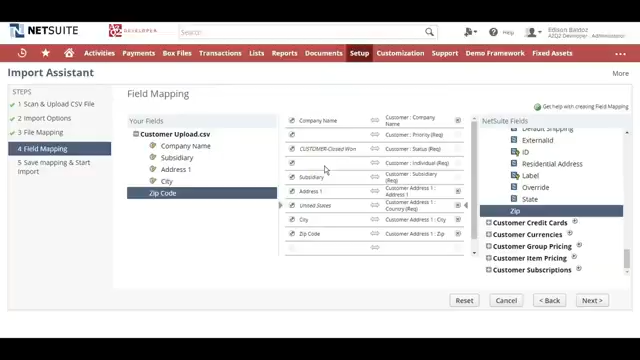 NETSUITE
DEVELOPER
Search
Edison Baldoz
A2Q2 Developer - Administrator
Activities Payments Box Files Transactions Lists Reports Documents Setup Customization Support Demo Framework Fixed Assets
Import Assistant
More
STEPS
1 Scan & Upload CSV File
2 Import Options
3 File Mapping
4 Field Mapping
5 Save mapping & Start Import
Field Mapping
Get help with creating Field Mapping
Your Fields
Customer Upload.csv
Company Name
Subsidiary
Address 1
City
Zip Code
Company Name Customer : Company Name
Customer : Priority (Req)
CUSTOMER-Closed Won Customer : Status (Req)
Customer : Individual (Req)
Subsidiary Customer : Subsidiary (Req)
Address 1 Customer Address 1 : Address 1
United States Customer Address 1 : Country (Req)
City Customer Address 1 : City
Zip Code Customer Address 1 : Zip
NetSuite Fields
Default Shipping
ExternalId
ID
Residential Address
Label
Override
State
Zip
Customer Credit Cards
Customer Currencies
Customer Group Pricing
Customer Item Pricing
Customer Subscriptions
Reset Cancel < Back Next >